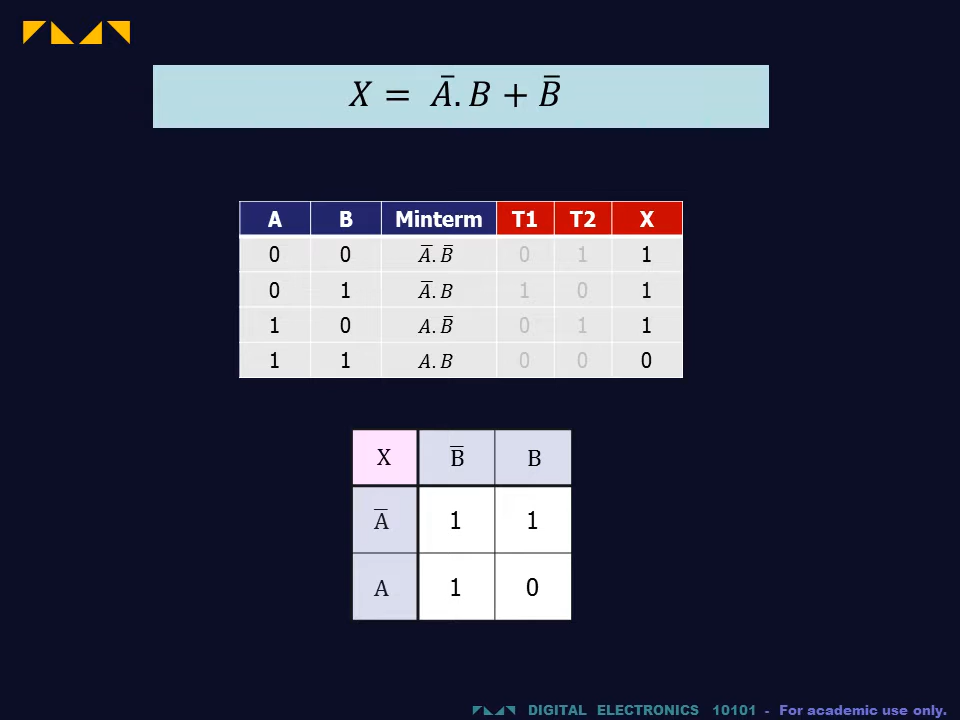 X = A̅.B + B̅
A B Minterm T1 T2 X
0 0 A̅.B̅ 0 1 1
0 1 A̅.B 1 0 1
1 0 A.B̅ 0 1 1
1 1 A.B 0 0 0
X B̅ B
A̅ 1 1
A 1 0
DIGITAL ELECTRONICS 10101 - For academic use only.